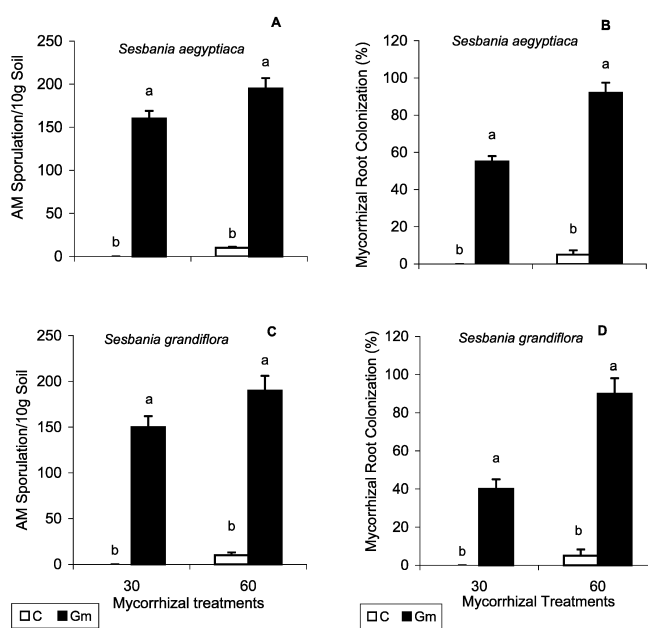 A
Sesbania aegyptiaca
AM Sporulation/10g Soil
250
200
150
100
50
0
b
a
b
a
B
Sesbania aegyptiaca
Mycorrhizal Root Colonization (%)
120
100
80
60
40
20
0
b
a
b
a
C
Sesbania grandiflora
AM Sporulation/10g Soil
250
200
150
100
50
0
b
a
b
a
30 60
Mycorrhizal treatments
C Gm
D
Sesbania grandiflora
Mycorrhizal Root Colonization (%)
120
100
80
60
40
20
0
b
a
b
a
30 60
Mycorrhizal Treatments
C Gm